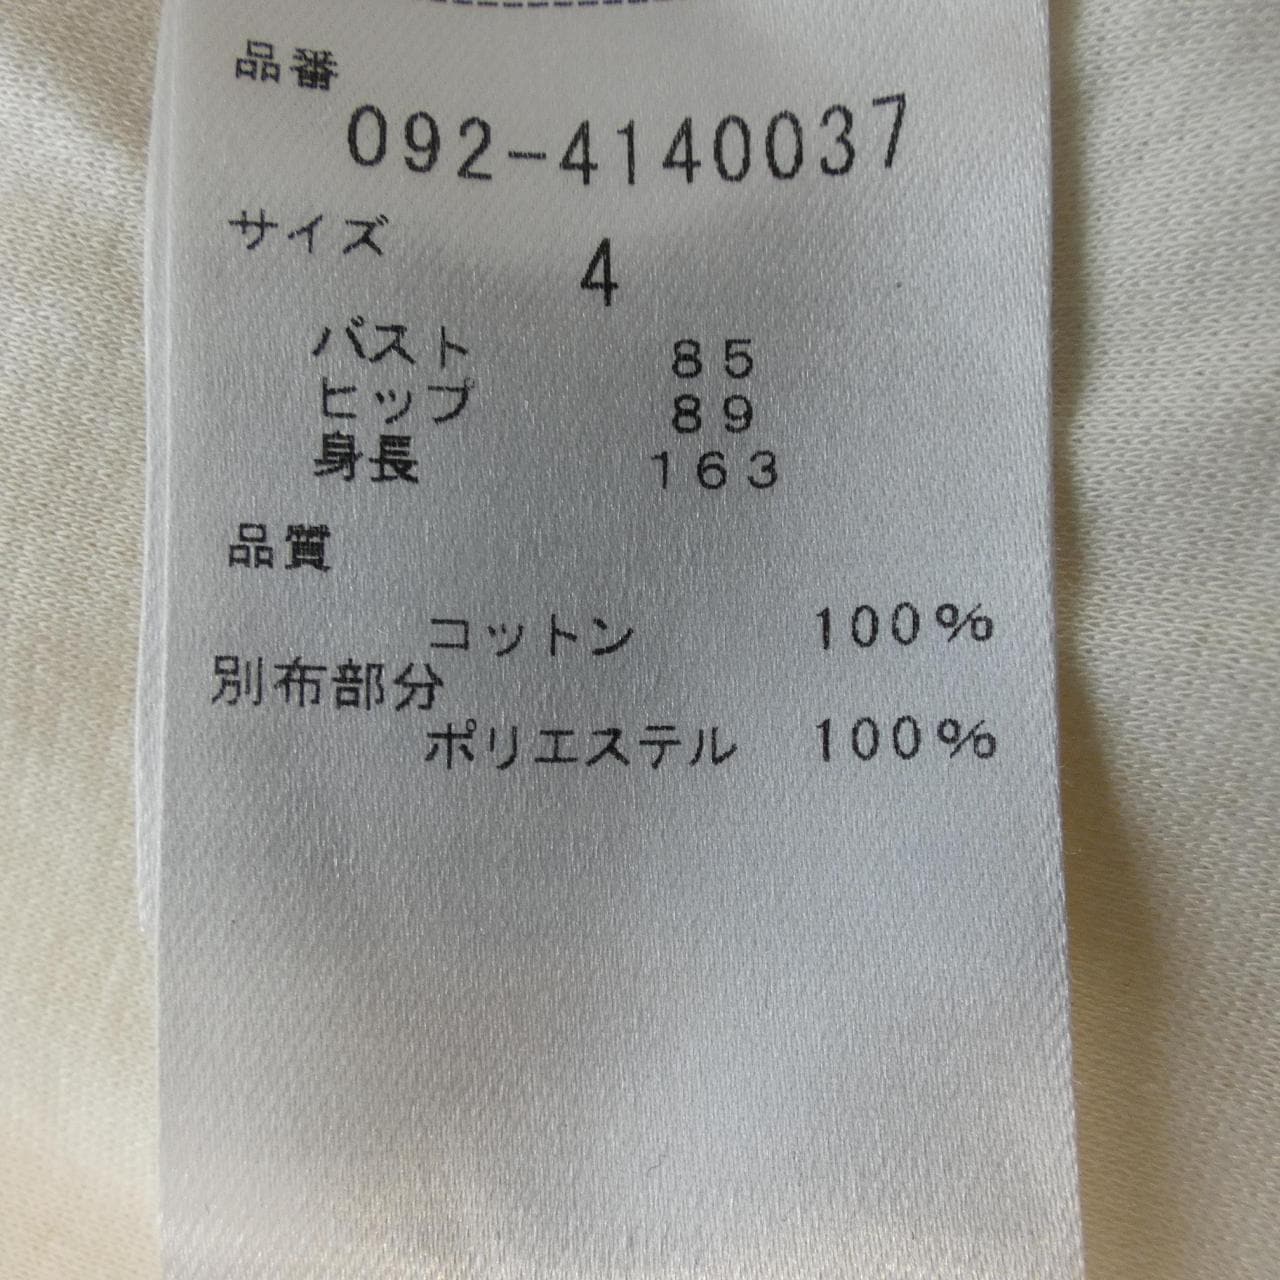 品番
092-4140037
サイズ
4
バスト 85
ヒップ 89
身長 163
品質
コットン 100%
別布部分
ポリエステル 100%